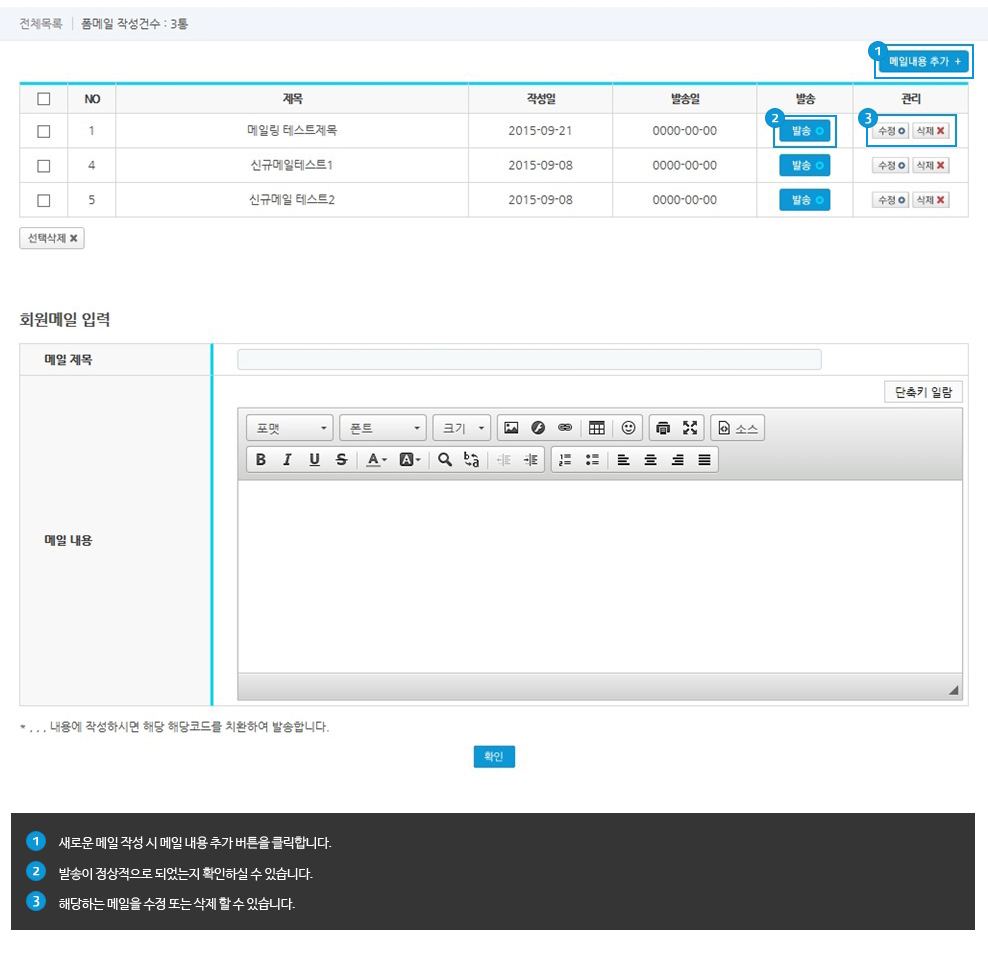 전체목록 | 폼메일 작성건수 : 3통
1 메일내용 추가 +
NO 제목 작성일 발송일 발송 관리
1 메일링 테스트제목 2015-09-21 0000-00-00 2 발송 3 수정 삭제
4 신규메일테스트1 2015-09-08 0000-00-00 발송 수정 삭제
5 신규메일 테스트2 2015-09-08 0000-00-00 발송 수정 삭제
선택삭제
회원메일 입력
메일 제목
단축키 일람
포맷 폰트 크기 소스
B I U S A A
메일 내용
* , , , 내용에 작성하시면 해당 해당코드를 치환하여 발송합니다.
확인
1 새로운 메일 작성 시 메일 내용 추가 버튼을 클릭합니다.
2 발송이 정상적으로 되었는지 확인하실 수 있습니다.
3 해당하는 메일을 수정 또는 삭제 할 수 있습니다.